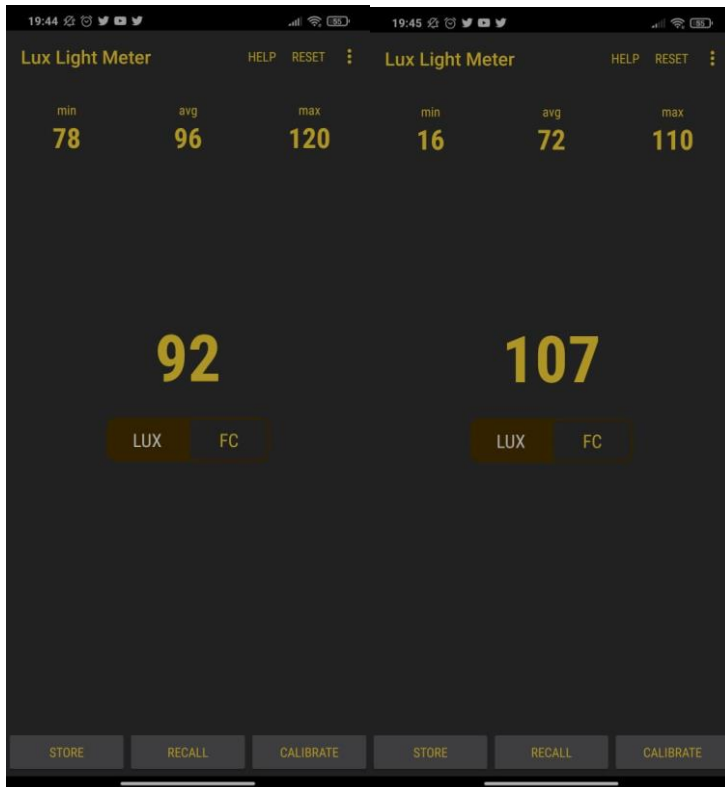 19:44 55
Lux Light Meter HELP RESET
min avg max
78 96 120
92
LUX FC
STORE RECALL CALIBRATE
19:45 55
Lux Light Meter HELP RESET
min avg max
16 72 110
107
LUX FC
STORE RECALL CALIBRATE